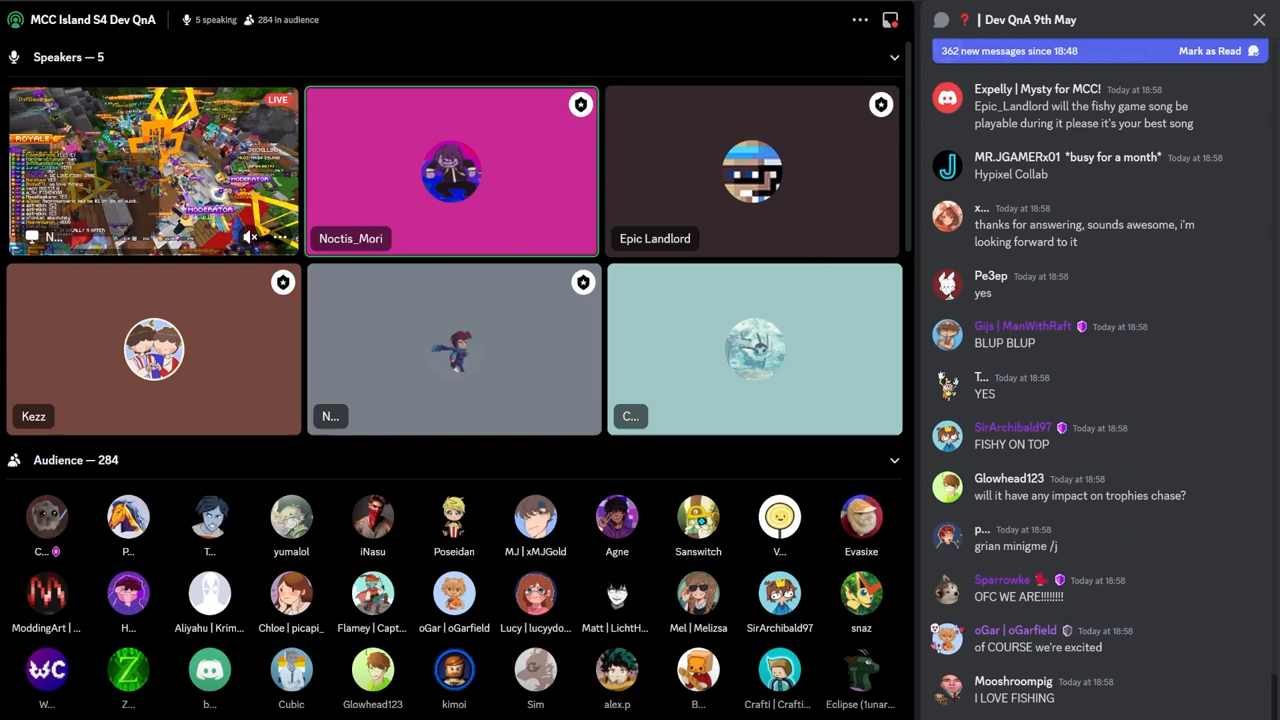 MCC Island S4 Dev QnA
5 speaking
284 in audience
Speakers — 5
LIVE
ROYALE
MODERATOR
MODERATOR
N...
Noctis_Mori
Epic Landlord
Kezz
N...
C...
Audience — 284
C...
P...
T...
yumalol
iNasu
Poseidan
MJ | xMJGold
Agne
Sanswitch
V...
Evasixe
ModdingArt | ...
H...
Aliyahu | Krim...
Chloe | picapi_
Flamey | Capt...
oGar | oGarfield
Lucy | lucyydo...
Matt | LichtH...
Mel | Melizsa
SirArchibald97
snaz
W...
Z...
b...
Cubic
Glowhead123
kimoi
Sim
alex.p
B...
Crafti | Crafti...
Eclipse (1unar...
❓ | Dev QnA 9th May
362 new messages since 18:48
Mark as Read
Expelly | Mysty for MCC! Today at 18:58
Epic_Landlord will the fishy game song be
playable during it please it's your best song
MR.JGAMERx01 *busy for a month* Today at 18:58
Hypixel Collab
x... Today at 18:58
thanks for answering, sounds awesome, i'm
looking forward to it
Pe3ep Today at 18:58
yes
Gijs | ManWithRaft Today at 18:58
BLUP BLUP
T... Today at 18:58
YES
SirArchibald97 Today at 18:58
FISHY ON TOP
Glowhead123 Today at 18:58
will it have any impact on trophies chase?
p... Today at 18:58
grian minigme /j
Sparrowke Today at 18:58
OFC WE ARE!!!!!!!!
oGar | oGarfield Today at 18:58
of COURSE we're excited
Mooshroompig Today at 18:58
I LOVE FISHING